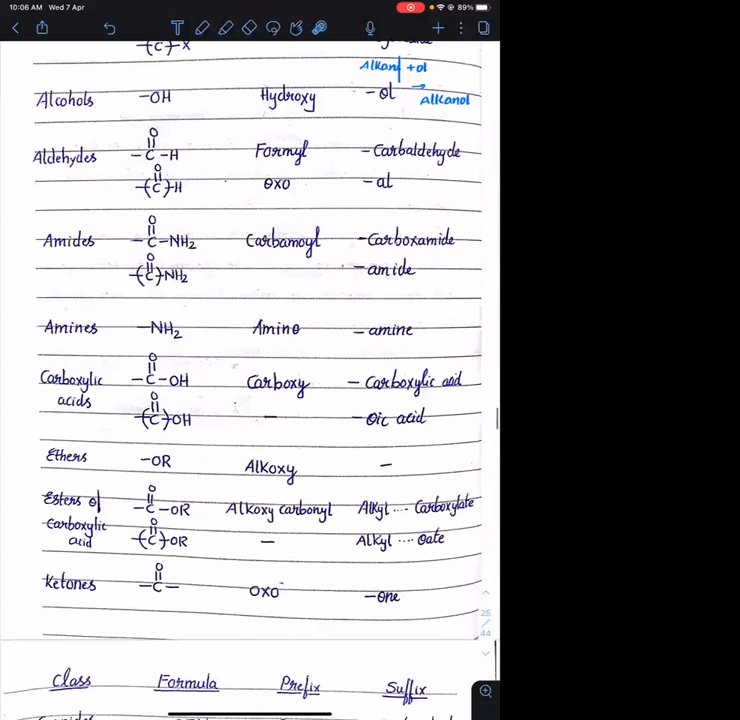 10:06 AM Wed 7 Apr 89%
T
-(C)-X
Alkan +ol
Alcohols -OH Hydroxy -ol → Alkanol
O
Aldehydes -C-H Formyl -Carbaldehyde
O
-(C)-H oxo -al
O
Amides -C-NH2 Carbamoyl -Carboxamide
O
-(C)-NH2 -amide
Amines -NH2 Amino -amine
O
Carboxylic acids -C-OH Carboxy - Carboxylic acid
O
-(C)-OH - -oic acid
Ethers -OR Alkoxy -
O
Esters of -C-OR Alkoxy carbonyl Alkyl .... Carboxylate
O
Carboxylic acid -(C)-OR - Alkyl .... oate
O
Ketones -C- oxo -one
25
/
44
Class Formula Prefix Suffix